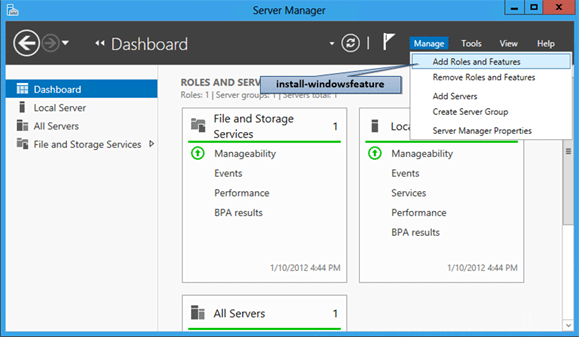 Server Manager
Dashboard
Manage Tools View Help
Add Roles and Features
Remove Roles and Features
Add Servers
Create Server Group
Server Manager Properties
install-windowsfeature
Dashboard
Local Server
All Servers
File and Storage Services
ROLES AND SERV
Roles: 1 | Server groups: 1 | Servers total: 1
File and Storage Services 1
Manageability
Events
Performance
BPA results
1/10/2012 4:44 PM
Loca
Manageability
Events
Services
Performance
BPA results
1/10/2012 4:44 PM
All Servers 1